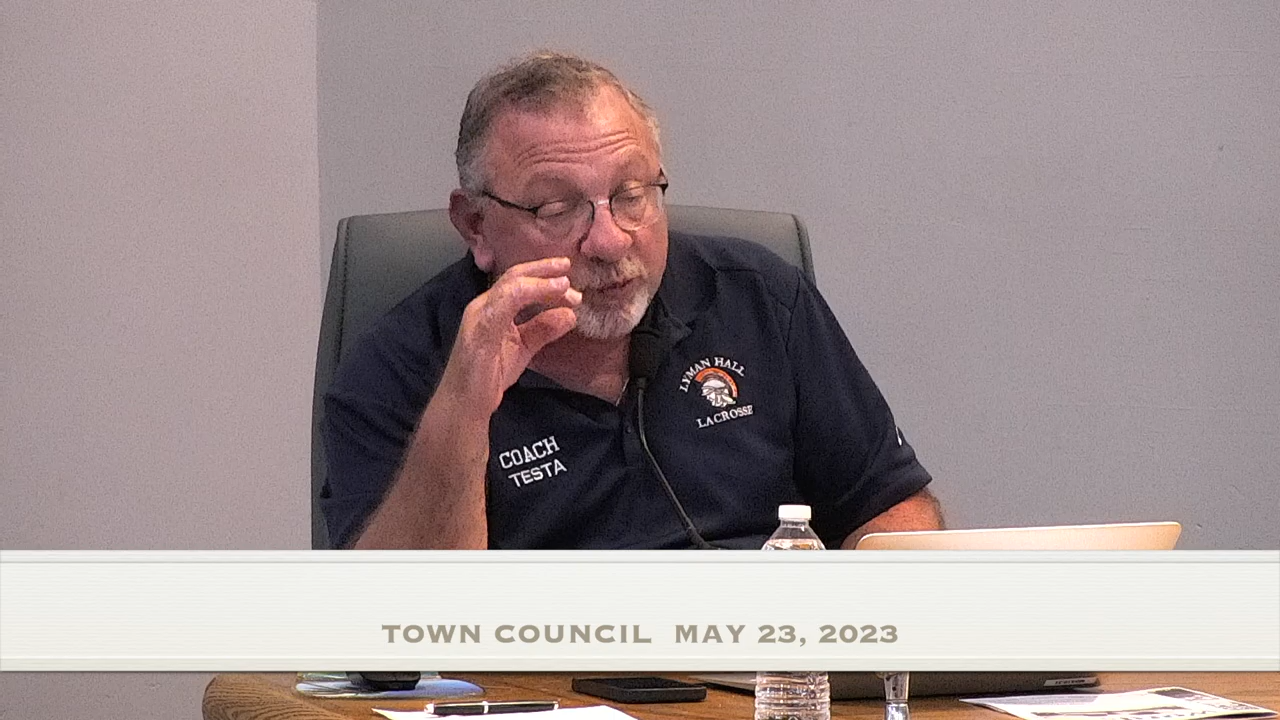 LYMAN HALL
LACROSSE
COACH
TESTA
TOWN COUNCIL MAY 23, 2023